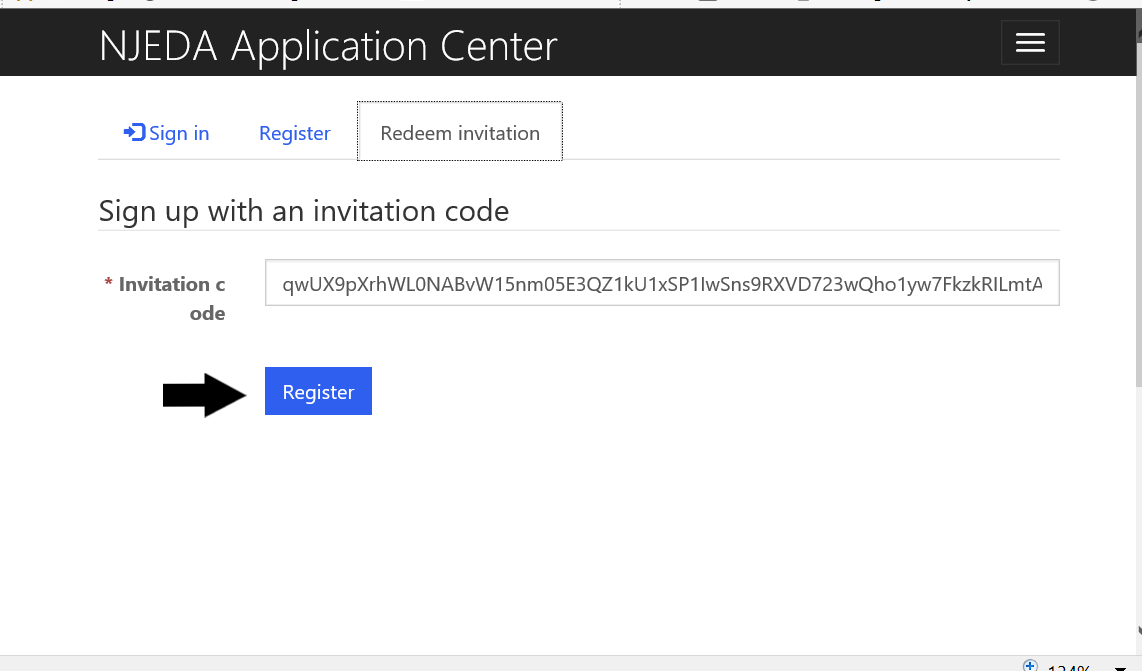 NJEDA Application Center
Sign in
Register
Redeem invitation
Sign up with an invitation code
* Invitation c
ode
qwUX9pXrhWL0NABvW15nm05E3QZ1kU1xSP1IwSns9RXVD723wQho1yw7FkzkRILmtA
Register